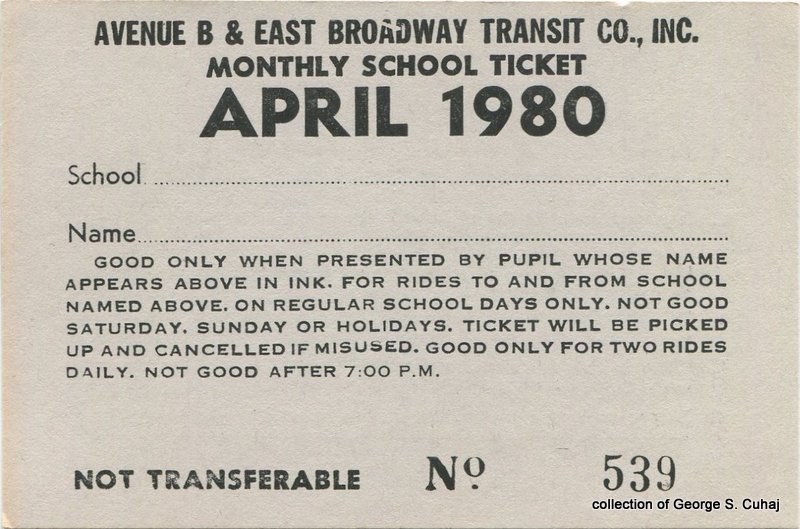 AVENUE B & EAST BROADWAY TRANSIT CO., INC.
MONTHLY SCHOOL TICKET
APRIL 1980
School
Name
GOOD ONLY WHEN PRESENTED BY PUPIL WHOSE NAME
APPEARS ABOVE IN INK. FOR RIDES TO AND FROM SCHOOL
NAMED ABOVE. ON REGULAR SCHOOL DAYS ONLY. NOT GOOD
SATURDAY. SUNDAY OR HOLIDAYS. TICKET WILL BE PICKED
UP AND CANCELLED IF MISUSED. GOOD ONLY FOR TWO RIDES
DAILY. NOT GOOD AFTER 7:00 P.M.
NOT TRANSFERABLE Nº 539
collection of George S. Cuhaj